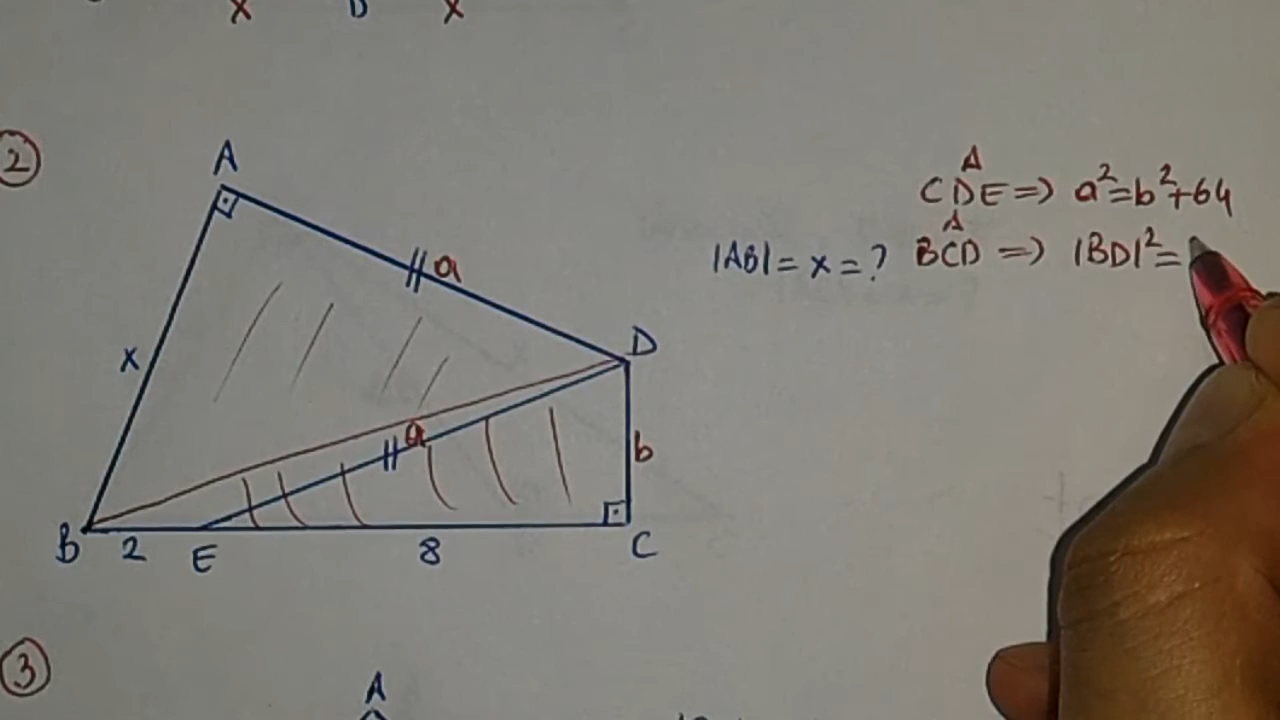 x D x
2
A
CDE => a²=b²+64
a
|AB| = x = ? BCD => |BD|²=
D
x
a
b
B 2 E 8 C
3
A